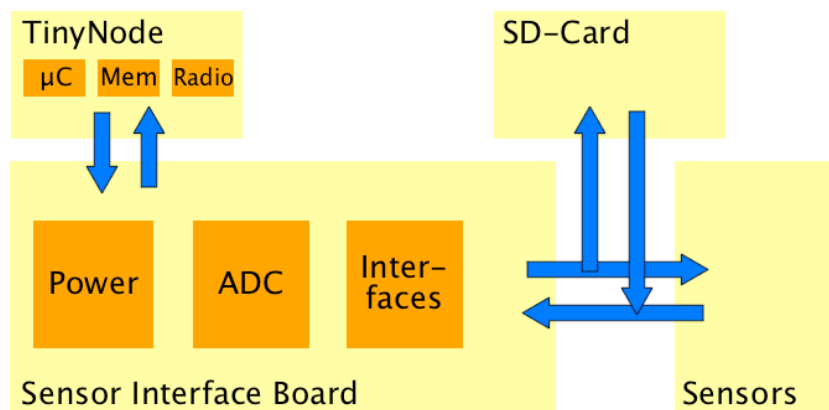 TinyNode
µC
Mem
Radio
SD-Card
Power
ADC
Inter-
faces
Sensor Interface Board
Sensors